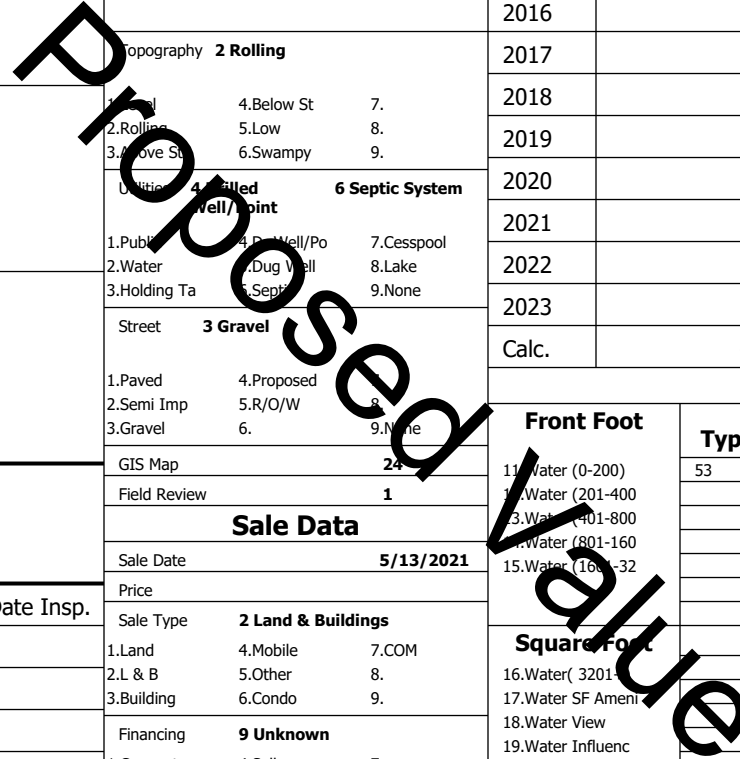 Topography 2 Rolling
4.Below St 7.
2.Rolling 5.Low 8.
3.Above St 6.Swampy 9.
Utilities 4 Drilled 6 Septic System
Well/Point
1.Publ 4.Dr Well/Po 7.Cesspool
2.Water 5.Dug Well 8.Lake
3.Holding Ta 6.Septi 9.None
Street 3 Gravel
1.Paved 4.Proposed
2.Semi Imp 5.R/O/W 8.
3.Gravel 6. 9.None
GIS Map 24
Field Review 1
Sale Data
Sale Date 5/13/2021
Price
Sale Type 2 Land & Buildings
1.Land 4.Mobile 7.COM
2.L & B 5.Other 8.
3.Building 6.Condo 9.
Financing 9 Unknown
Date Insp.
2016
2017
2018
2019
2020
2021
2022
2023
Calc.
Front Foot
11.Water (0-200)
12.Water (201-400
13.Water (401-800
14.Water (801-160
15.Water (1601-32
Square Foot
16.Water( 3201-
17.Water SF Ameni
18.Water View
19.Water Influenc
Typ
53
Proposed Value